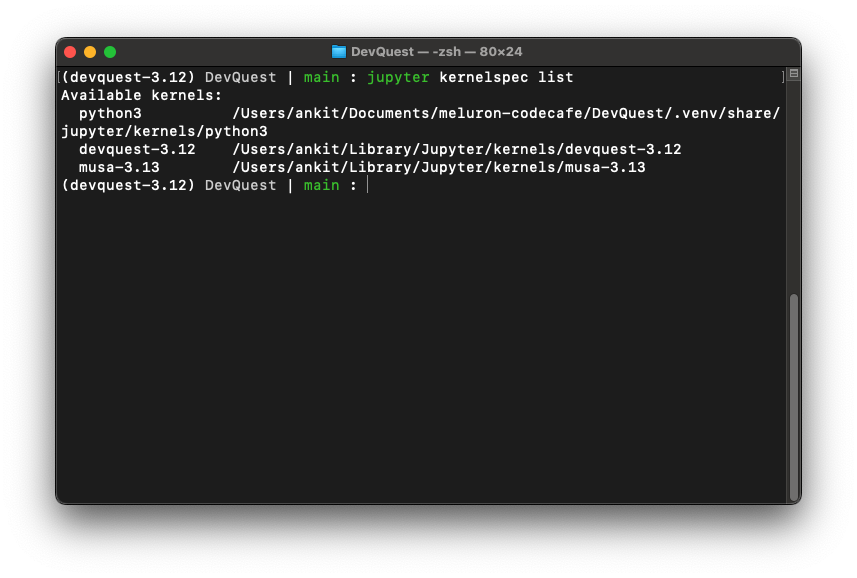 DevQuest — -zsh — 80×24
[(devquest-3.12) DevQuest | main : jupyter kernelspec list ]
Available kernels:
  python3          /Users/ankit/Documents/meluron-codecafe/DevQuest/.venv/share/
jupyter/kernels/python3
  devquest-3.12    /Users/ankit/Library/Jupyter/kernels/devquest-3.12
  musa-3.13        /Users/ankit/Library/Jupyter/kernels/musa-3.13
(devquest-3.12) DevQuest | main :